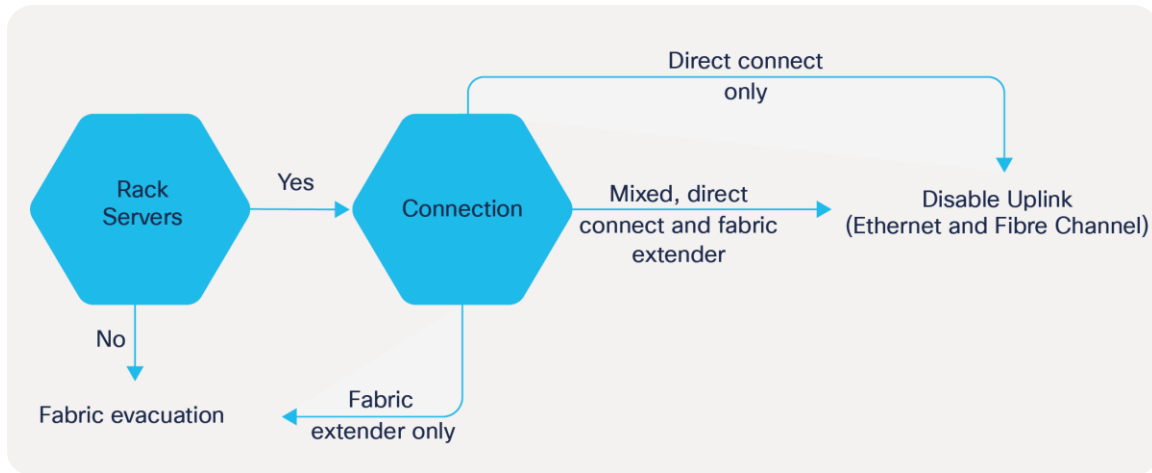 Direct connect
only
Rack
Servers
Yes
Connection
Mixed, direct
connect and fabric
extender
Disable Uplink
(Ethernet and Fibre Channel)
No
Fabric evacuation
Fabric
extender only